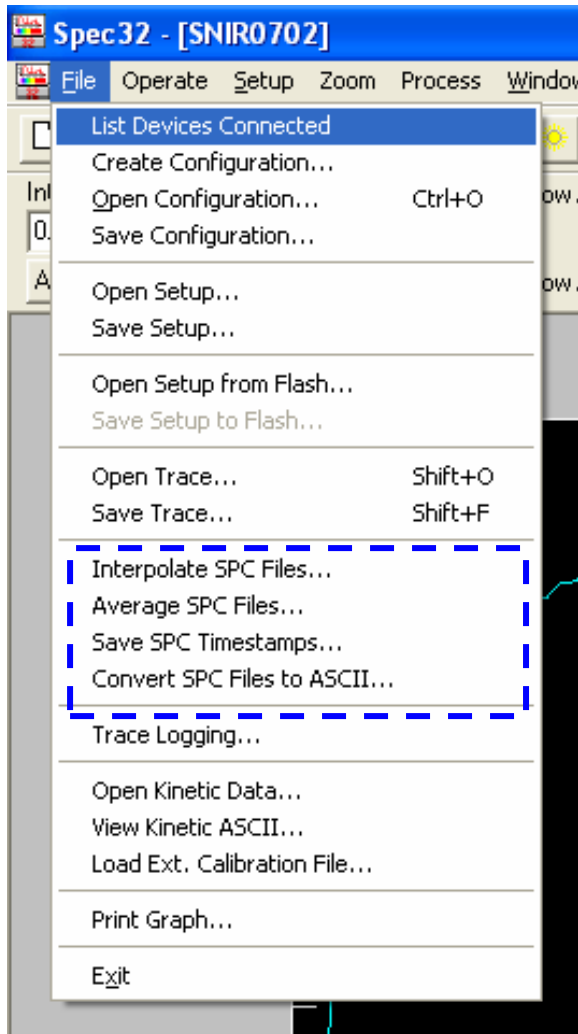 Spec32 - [SNIR0702]
File Operate Setup Zoom Process Window
List Devices Connected
Create Configuration...
Open Configuration... Ctrl+O
Save Configuration...
Open Setup...
Save Setup...
Open Setup from Flash...
Save Setup to Flash...
Open Trace... Shift+O
Save Trace... Shift+F
Interpolate SPC Files...
Average SPC Files...
Save SPC Timestamps...
Convert SPC Files to ASCII...
Trace Logging...
Open Kinetic Data...
View Kinetic ASCII...
Load Ext. Calibration File...
Print Graph...
Exit